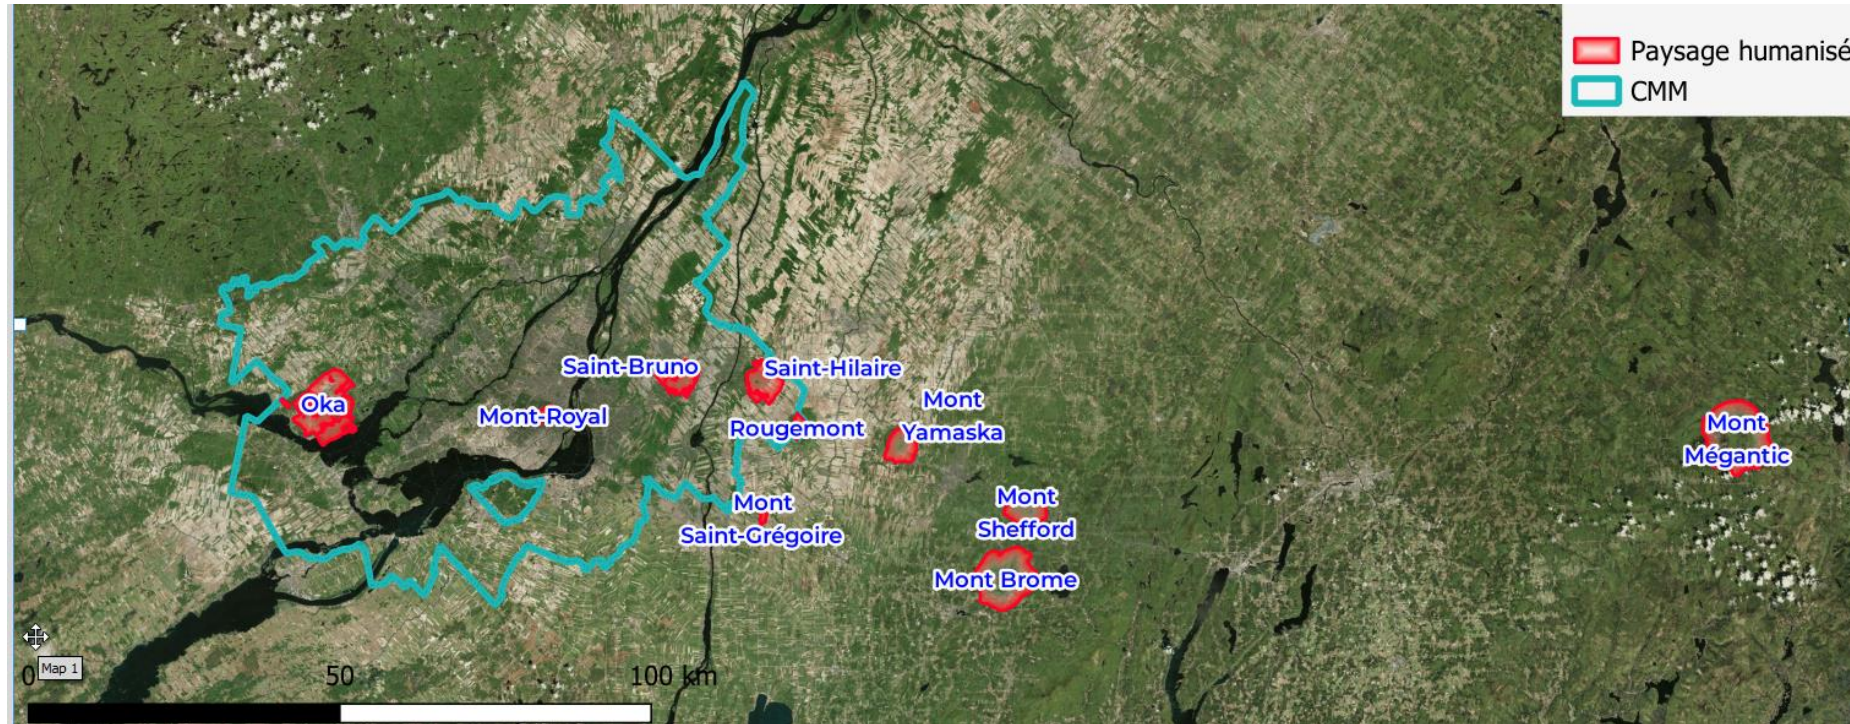 Paysage humanisé
CMM
Saint-Bruno
Saint-Hilaire
Oka
Mont-Royal
Mont
Yamaska
Rougemont
Mont
Mégantic
Mont
Saint-Grégoire
Mont
Shefford
Mont Brome
Map 1
0
50
100 km